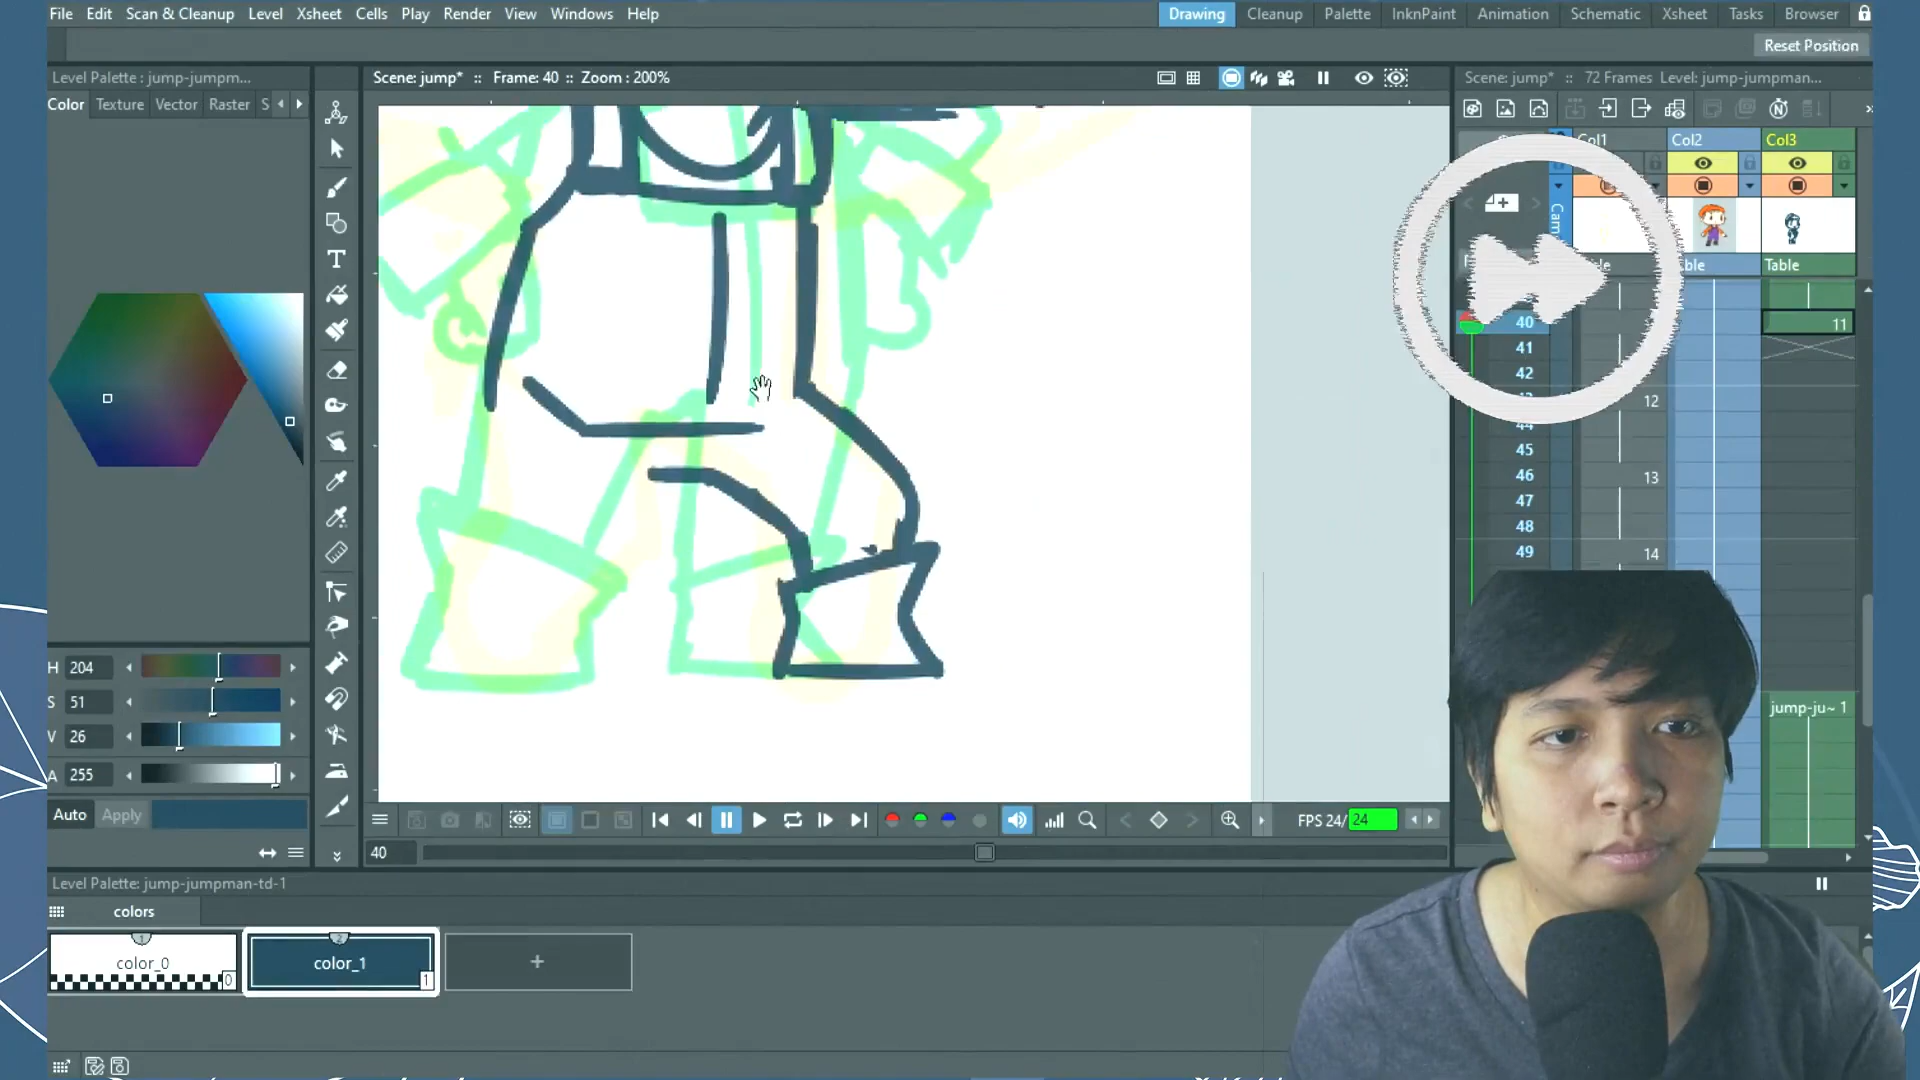 File Edit Scan & Cleanup Level Xsheet Cells Play Render View Windows Help
Drawing Cleanup Palette InknPaint Animation Schematic Xsheet Tasks Browser
Reset Position
Level Palette : jump-jumpm...
Scene: jump* :: Frame: 40 :: Zoom : 200%
Scene: jump* :: 72 Frames Level: jump-jumpman...
Color Texture Vector Raster S
Col2 Col3
Table
40 11
41
42
12
45
46 13
47
48
49 14
H 204
S 51
V 26
A 255
jump-ju~ 1
Auto Apply
FPS 24/24
40
Level Palette: jump-jumpman-td-1
colors
1 2
color_0 color_1 +
0 1